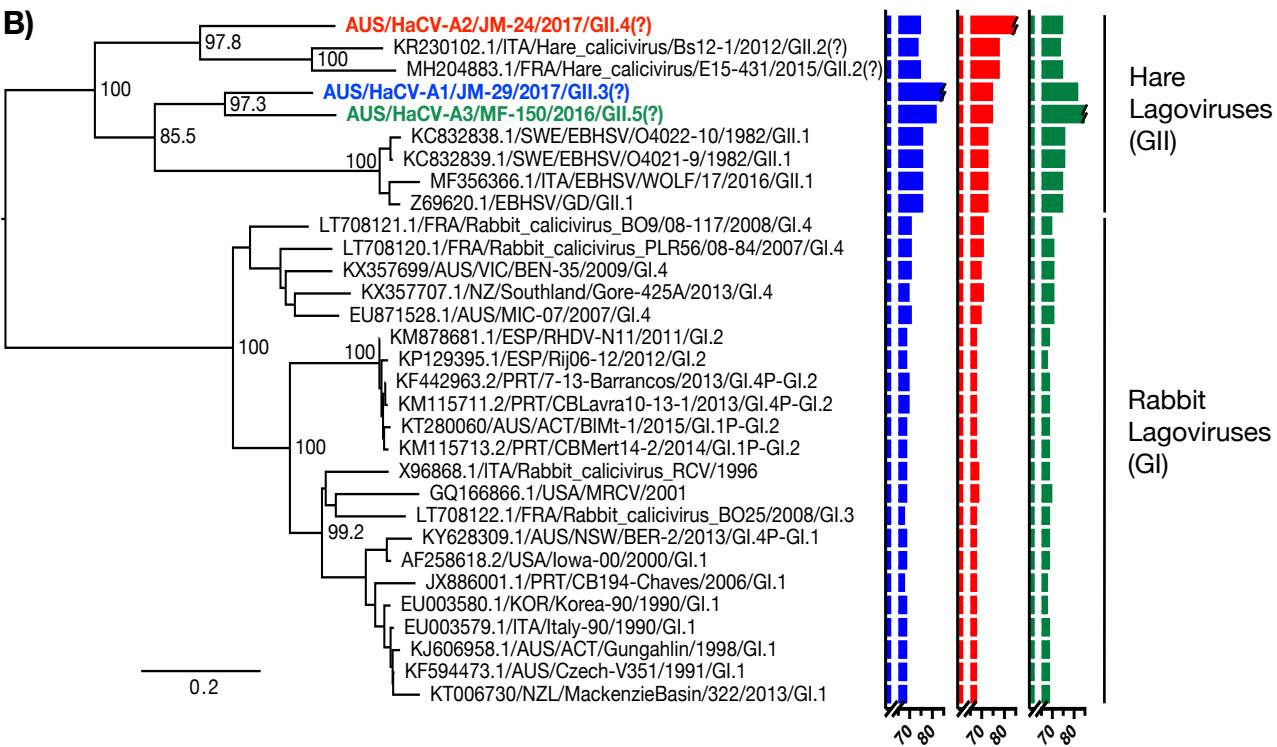 B)
AUS/HaCV-A2/JM-24/2017/GII.4(?)
97.8
KR230102.1/ITA/Hare_calicivirus/Bs12-1/2012/GII.2(?)
100
MH204883.1/FRA/Hare_calicivirus/E15-431/2015/GII.2(?)
100
AUS/HaCV-A1/JM-29/2017/GII.3(?)
97.3
AUS/HaCV-A3/MF-150/2016/GII.5(?)
85.5
KC832838.1/SWE/EBHSV/O4022-10/1982/GII.1
100
KC832839.1/SWE/EBHSV/O4021-9/1982/GII.1
MF356366.1/ITA/EBHSV/WOLF/17/2016/GII.1
Z69620.1/EBHSV/GD/GII.1
LT708121.1/FRA/Rabbit_calicivirus_BO9/08-117/2008/GI.4
LT708120.1/FRA/Rabbit_calicivirus_PLR56/08-84/2007/GI.4
KX357699/AUS/VIC/BEN-35/2009/GI.4
KX357707.1/NZ/Southland/Gore-425A/2013/GI.4
EU871528.1/AUS/MIC-07/2007/GI.4
100
KM878681.1/ESP/RHDV-N11/2011/GI.2
100
KP129395.1/ESP/Rij06-12/2012/GI.2
KF442963.2/PRT/7-13-Barrancos/2013/GI.4P-GI.2
KM115711.2/PRT/CBLavra10-13-1/2013/GI.4P-GI.2
KT280060/AUS/ACT/BlMt-1/2015/GI.1P-GI.2
KM115713.2/PRT/CBMert14-2/2014/GI.1P-GI.2
100
X96868.1/ITA/Rabbit_calicivirus_RCV/1996
GQ166866.1/USA/MRCV/2001
LT708122.1/FRA/Rabbit_calicivirus_BO25/2008/GI.3
99.2
KY628309.1/AUS/NSW/BER-2/2013/GI.4P-GI.1
AF258618.2/USA/Iowa-00/2000/GI.1
JX886001.1/PRT/CB194-Chaves/2006/GI.1
EU003580.1/KOR/Korea-90/1990/GI.1
EU003579.1/ITA/Italy-90/1990/GI.1
KJ606958.1/AUS/ACT/Gungahlin/1998/GI.1
KF594473.1/AUS/Czech-V351/1991/GI.1
KT006730/NZL/MackenzieBasin/322/2013/GI.1
0.2
70 80 70 80 70 80
Hare
Lagoviruses
(GII)
Rabbit
Lagoviruses
(GI)